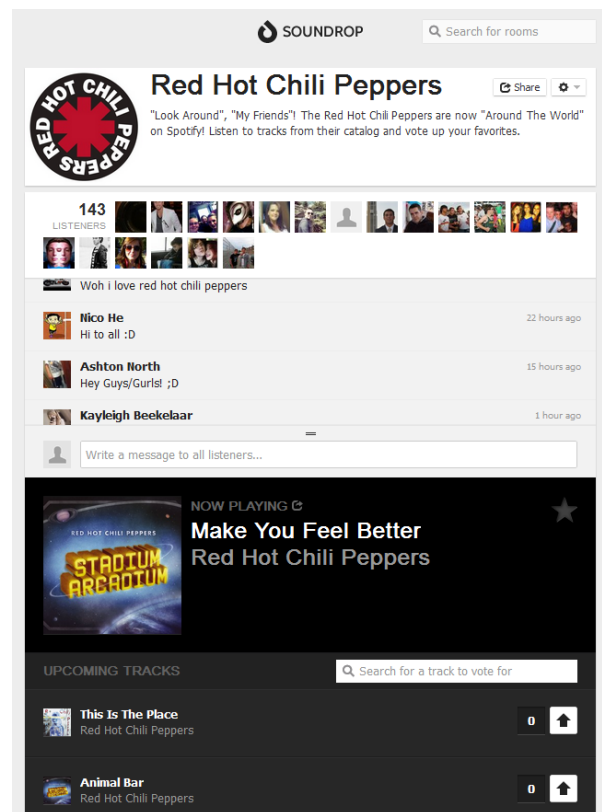 SOUNDROP
Search for rooms
RED HOT CHILI PEPPERS
Red Hot Chili Peppers
Share
"Look Around", "My Friends"! The Red Hot Chili Peppers are now "Around The World"
on Spotify! Listen to tracks from their catalog and vote up your favorites.
143
LISTENERS
Woh i love red hot chili peppers
Nico He
22 hours ago
Hi to all :D
Ashton North
15 hours ago
Hey Guys/Gurls! ;D
Kayleigh Beekelaar
1 hour ago
Write a message to all listeners...
NOW PLAYING
Make You Feel Better
Red Hot Chili Peppers
RED HOT CHILI PEPPERS
STADIUM
ARCADIUM
UPCOMING TRACKS
Search for a track to vote for
This Is The Place
Red Hot Chili Peppers
0
Animal Bar
Red Hot Chili Peppers
0